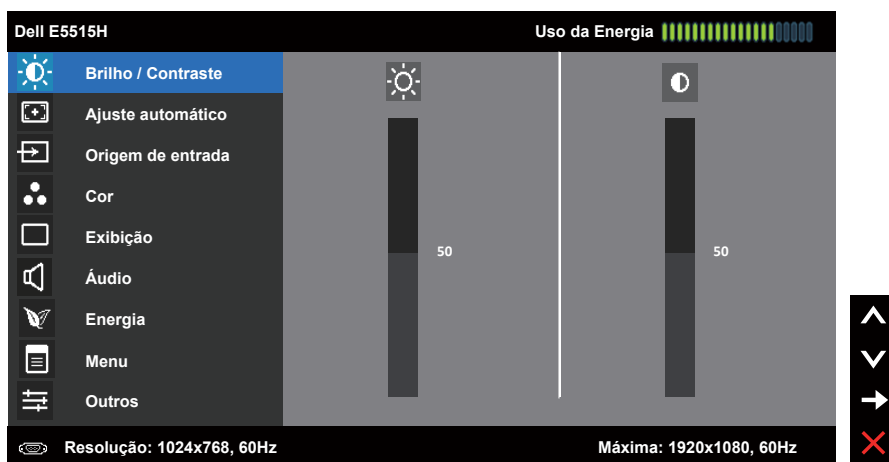 Dell E5515H
Uso da Energia
Brilho / Contraste
Ajuste automático
Origem de entrada
Cor
Exibição
50
50
Áudio
Energia
Menu
Outros
Resolução: 1024x768, 60Hz
Máxima: 1920x1080, 60Hz